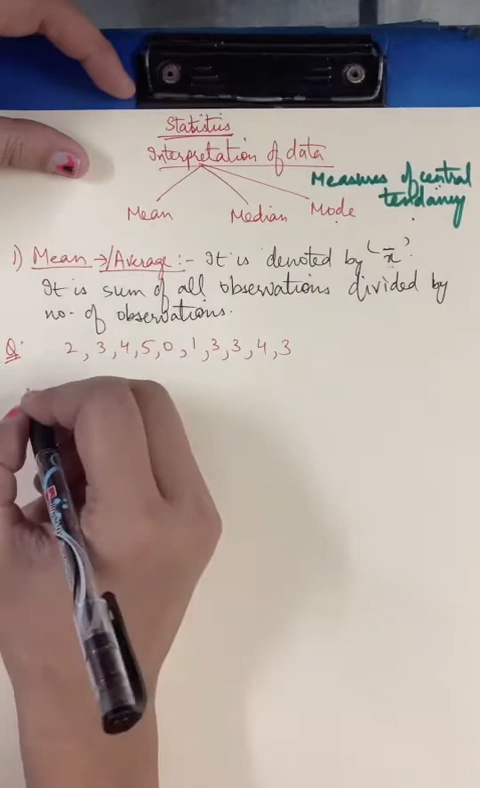 Statistics
Interpretation of data
Measures of central
tendancy
Mean Median Mode
1) Mean → / Average :- It is denoted by ‘x̄’.
It is sum of all observations divided by
no. of observations.
Q: 2, 3, 4, 5, 0, 1, 3, 3, 4, 3